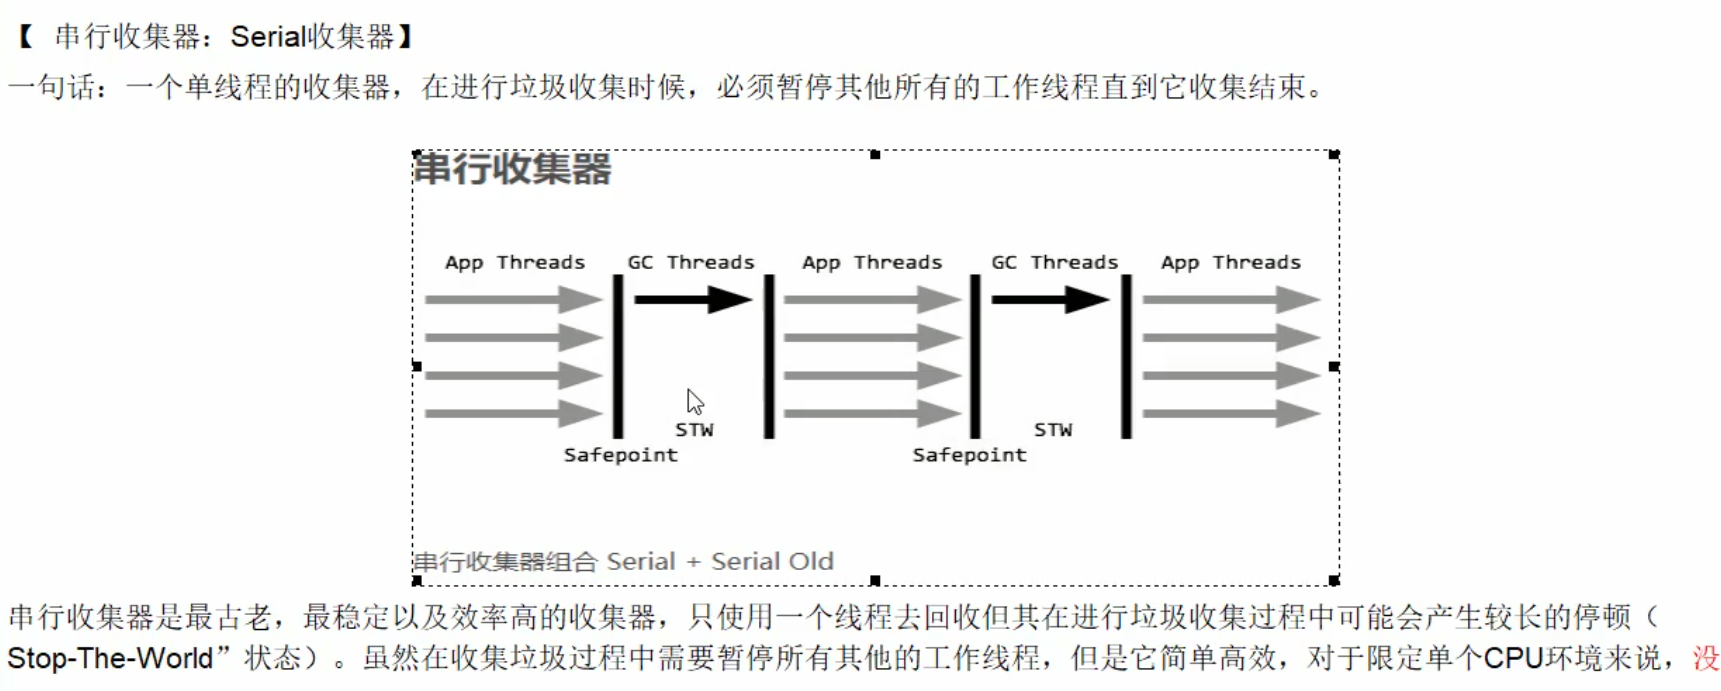 【 串行收集器：Serial收集器】
一句话：一个单线程的收集器，在进行垃圾收集时候，必须暂停其他所有的工作线程直到它收集结束。
串行收集器
App Threads GC Threads App Threads GC Threads App Threads
STW STW
Safepoint Safepoint
串行收集器组合 Serial + Serial Old
串行收集器是最古老，最稳定以及效率高的收集器，只使用一个线程去回收但其在进行垃圾收集过程中可能会产生较长的停顿（
Stop-The-World”状态）。虽然在收集垃圾过程中需要暂停所有其他的工作线程，但是它简单高效，对于限定单个CPU环境来说，没